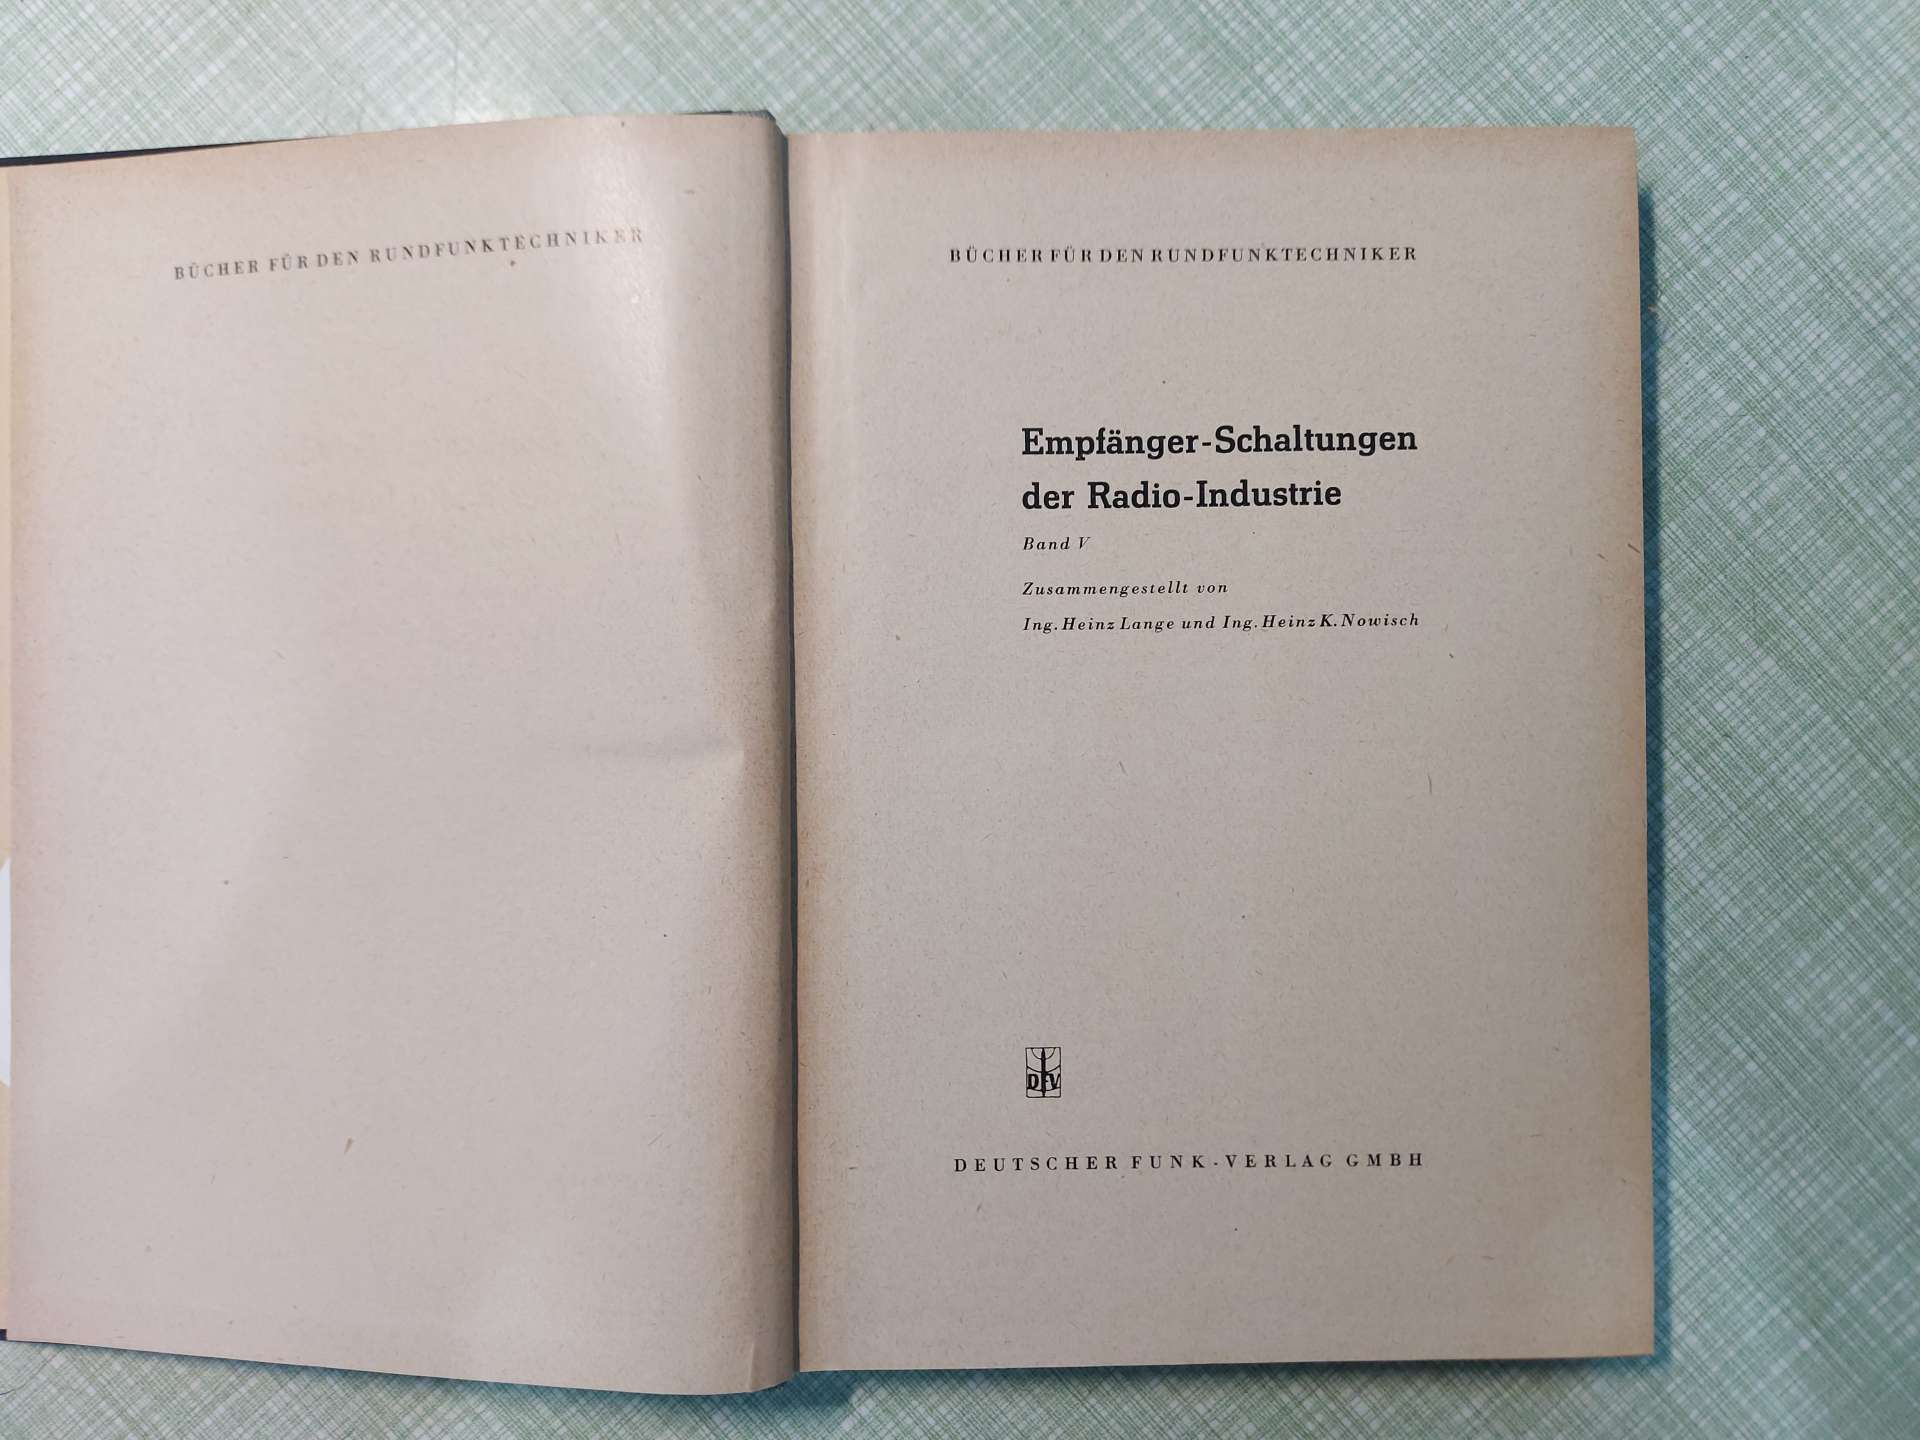 BÜCHER FÜR DEN RUNDFUNKTECHNIKER
BÜCHER FÜR DEN RUNDFUNKTECHNIKER
Empfänger-Schaltungen
der Radio-Industrie
Band V
Zusammengestellt von
Ing. Heinz Lange und Ing. Heinz K. Nowisch
DFV
DEUTSCHER FUNK-VERLAG GMBH